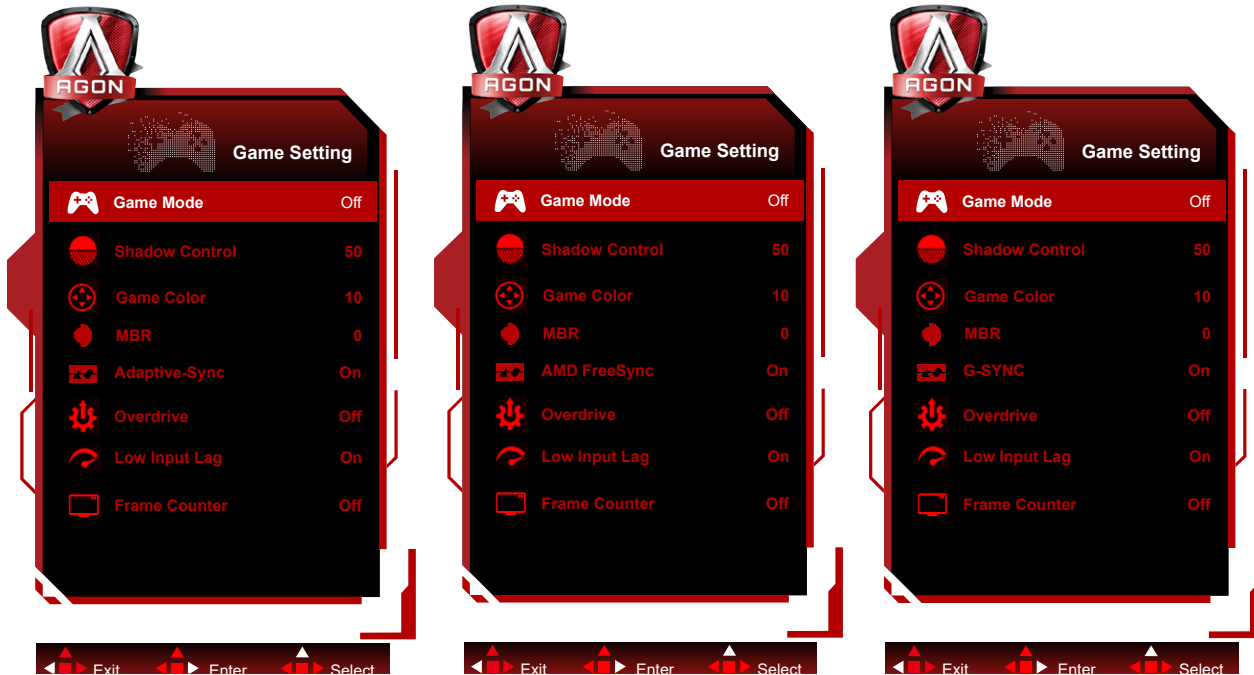 AGON
Game Setting
Game Mode Off
Shadow Control 50
Game Color 10
MBR 0
Adaptive-Sync On
Overdrive Off
Low Input Lag On
Frame Counter Off
Exit Enter Select
AGON
Game Setting
Game Mode Off
Shadow Control 50
Game Color 10
MBR 0
AMD FreeSync On
Overdrive Off
Low Input Lag On
Frame Counter Off
Exit Enter Select
AGON
Game Setting
Game Mode Off
Shadow Control 50
Game Color 10
MBR 0
G-SYNC On
Overdrive Off
Low Input Lag On
Frame Counter Off
Exit Enter Select